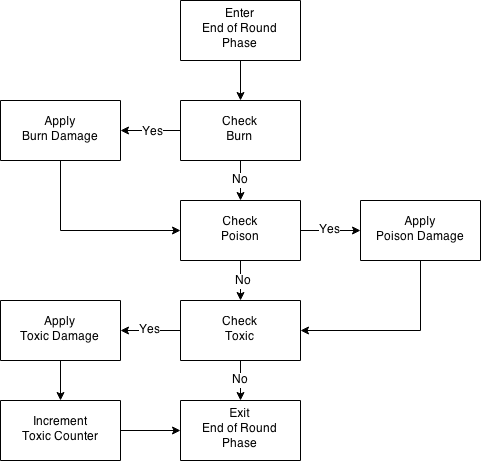 Enter
End of Round
Phase
Apply
Burn Damage
Yes
Check
Burn
No
Check
Poison
Yes
Apply
Poison Damage
No
Apply
Toxic Damage
Yes
Check
Toxic
No
Increment
Toxic Counter
Exit
End of Round
Phase